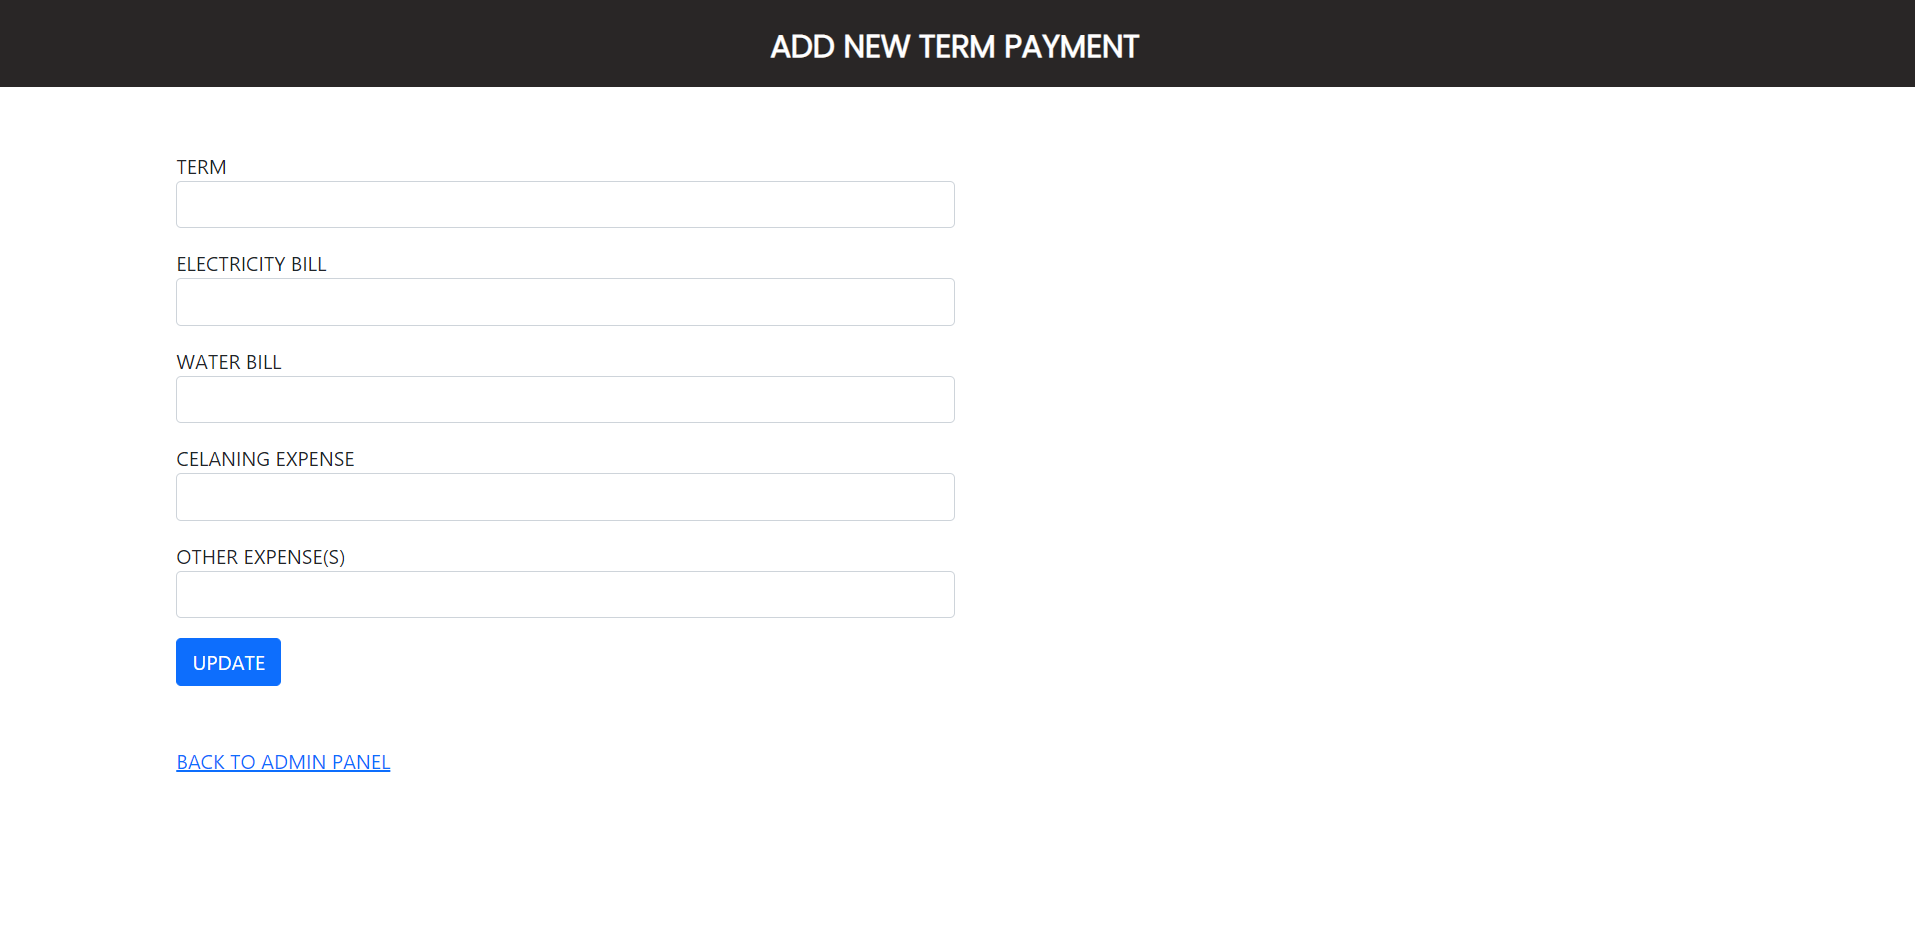 ADD NEW TERM PAYMENT
TERM
ELECTRICITY BILL
WATER BILL
CELANING EXPENSE
OTHER EXPENSE(S)
UPDATE
BACK TO ADMIN PANEL